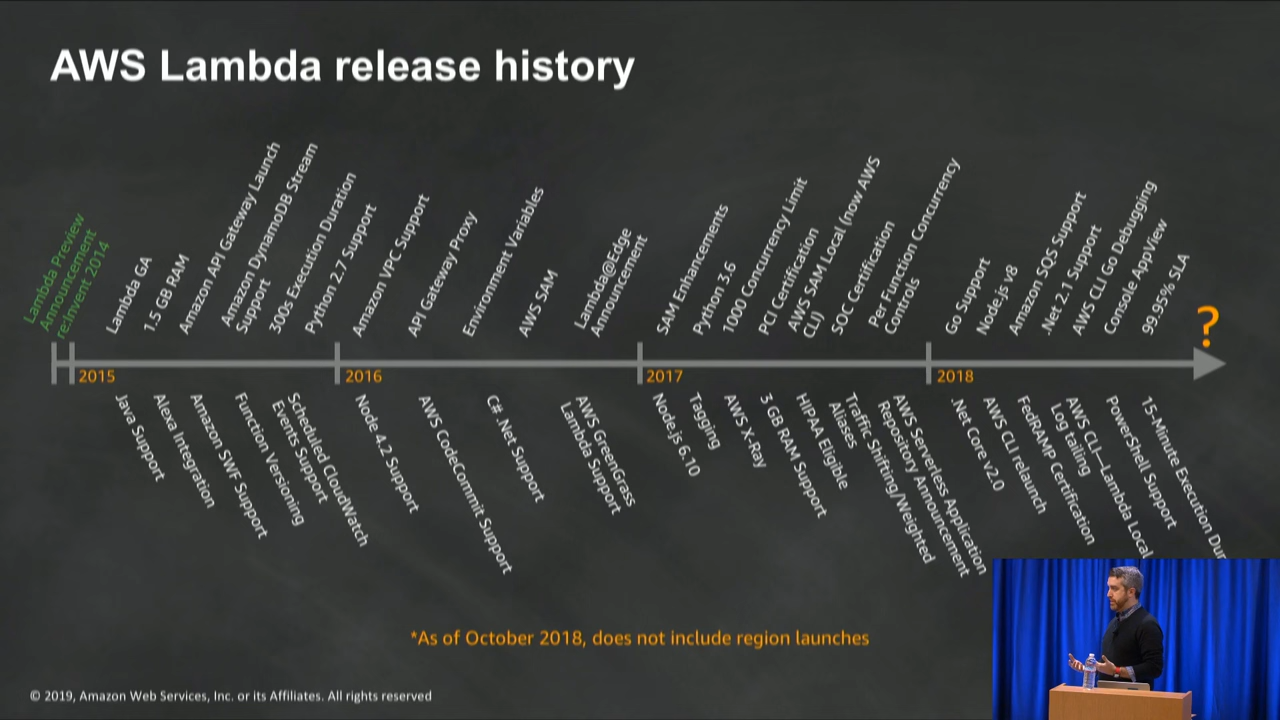 AWS Lambda release history
Lambda Preview
Announcement
re:Invent 2014
Lambda GA
1.5 GB RAM
Amazon API Gateway Launch
Amazon DynamoDB Stream
Support
300s Execution Duration
Python 2.7 Support
Amazon VPC Support
API Gateway Proxy
Environment Variables
AWS SAM
Lambda@Edge
Announcement
SAM Enhancements
Python 3.6
1000 Concurrency Limit
PCI Certification
AWS SAM Local (now AWS
CLI)
SOC Certification
Per Function Concurrency
Controls
Go Support
Node.js v8
Amazon SQS Support
.Net 2.1 Support
AWS CLI Go Debugging
Console AppView
99.95% SLA
?
2015
2016
2017
2018
Java Support
Alexa Integration
Amazon SWF Support
Function Versioning
Scheduled CloudWatch
Events Support
Node 4.2 Support
AWS CodeCommit Support
C# .Net Support
AWS GreenGrass
Lambda Support
Node.js 6.10
Tagging
AWS X-Ray
3 GB RAM Support
HIPAA Eligible
Traffic Shifting/Weighted
Aliases
AWS Serverless Application
Repository Announcement
.Net Core v2.0
AWS CLI relaunch
FedRAMP Certification
AWS CLI—Lambda Local
Log tailing
PowerShell Support
15-Minute Execution Dur
*As of October 2018, does not include region launches
© 2019, Amazon Web Services, Inc. or its Affiliates. All rights reserved